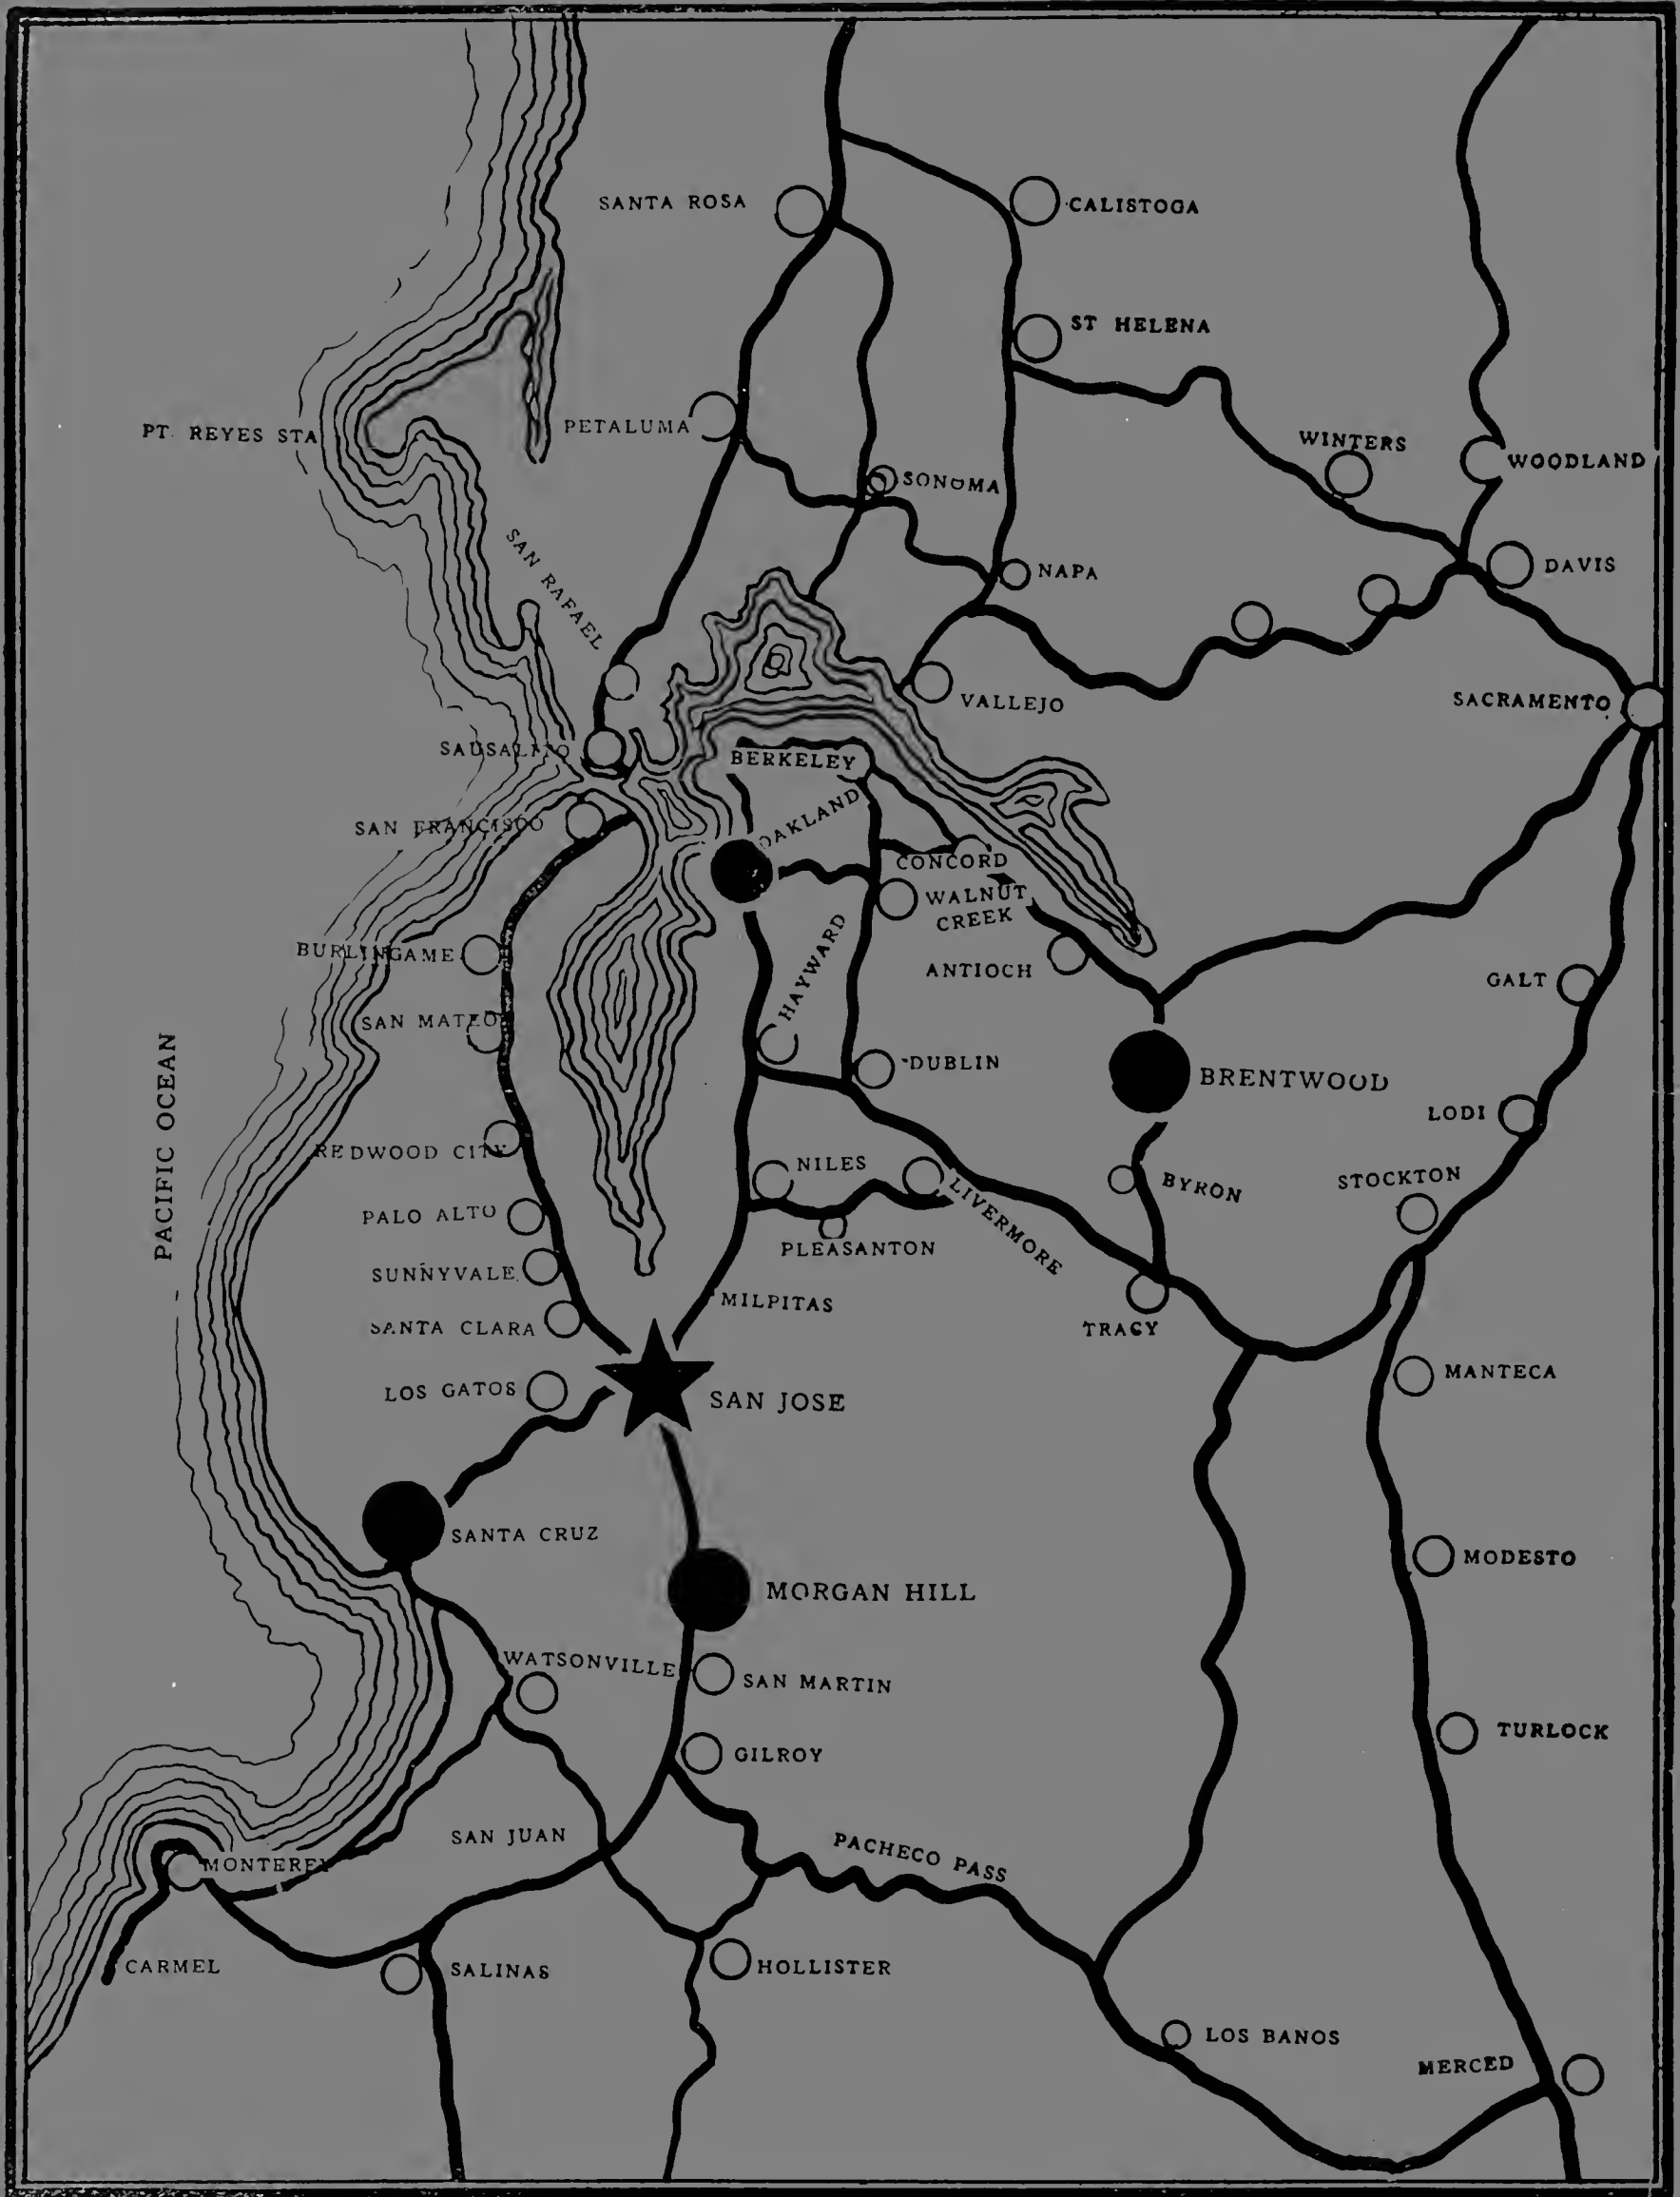 SANTA ROSA
CALISTOGA
ST HELENA
PETALUMA
PT. REYES STA
WINTERS
WOODLAND
SONOMA
SAN RAFAEL
NAPA
DAVIS
VALLEJO
SACRAMENTO
SAUSALITO
BERKELEY
SAN FRANCISCO
OAKLAND
CONCORD
WALNUT
CREEK
BURLINGAME
HAYWARD
ANTIOCH
GALT
SAN MATEO
DUBLIN
BRENTWOOD
LODI
PACIFIC OCEAN
REDWOOD CITY
NILES
LIVERMORE
BYRON
STOCKTON
PALO ALTO
PLEASANTON
SUNNYVALE
MILPITAS
SANTA CLARA
TRACY
LOS GATOS
SAN JOSE
MANTECA
SANTA CRUZ
MODESTO
MORGAN HILL
WATSONVILLE
SAN MARTIN
TURLOCK
GILROY
SAN JUAN
PACHECO PASS
MONTEREY
CARMEL
SALINAS
HOLLISTER
LOS BANOS
MERCED